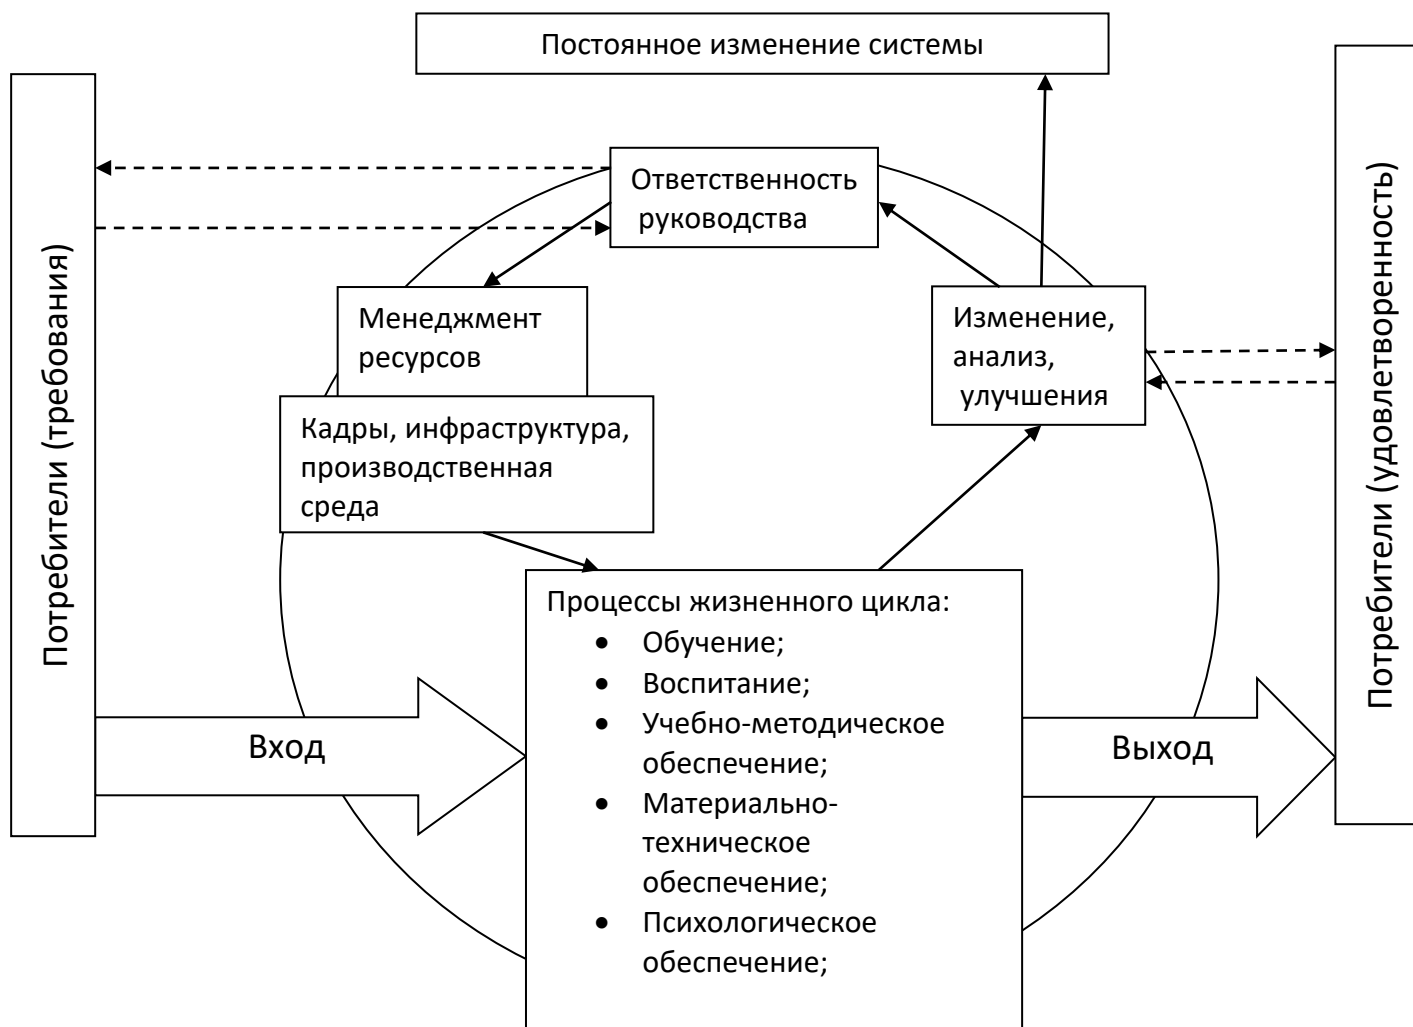 Постоянное изменение системы
Потребители (требования)
Ответственность
руководства
Менеджмент
ресурсов
Кадры, инфраструктура,
производственная
среда
Изменение,
анализ,
улучшения
Потребители (удовлетворенность)
Вход
Процессы жизненного цикла:
• Обучение;
• Воспитание;
• Учебно-методическое
обеспечение;
• Материально-
техническое
обеспечение;
• Психологическое
обеспечение;
Выход